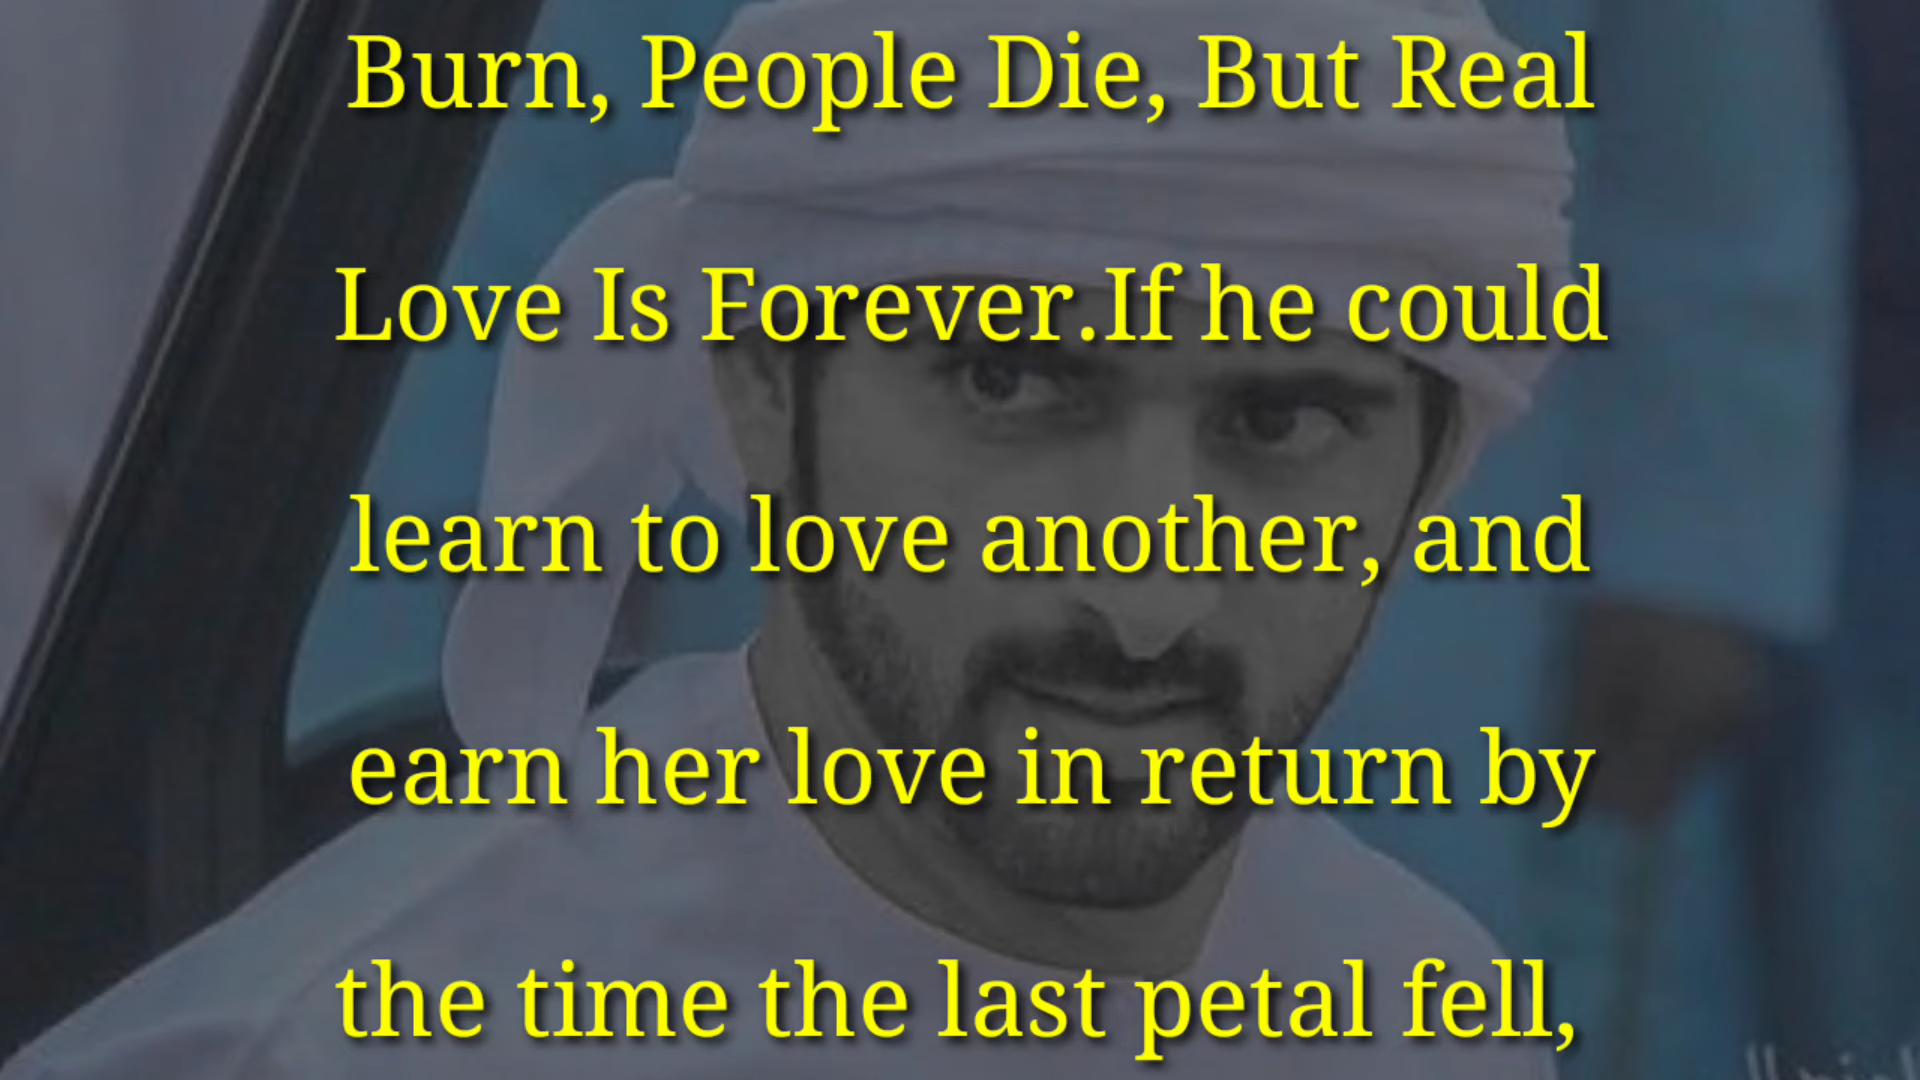 Burn, People Die, But Real
Love Is Forever.If he could
learn to love another, and
earn her love in return by
the time the last petal fell,